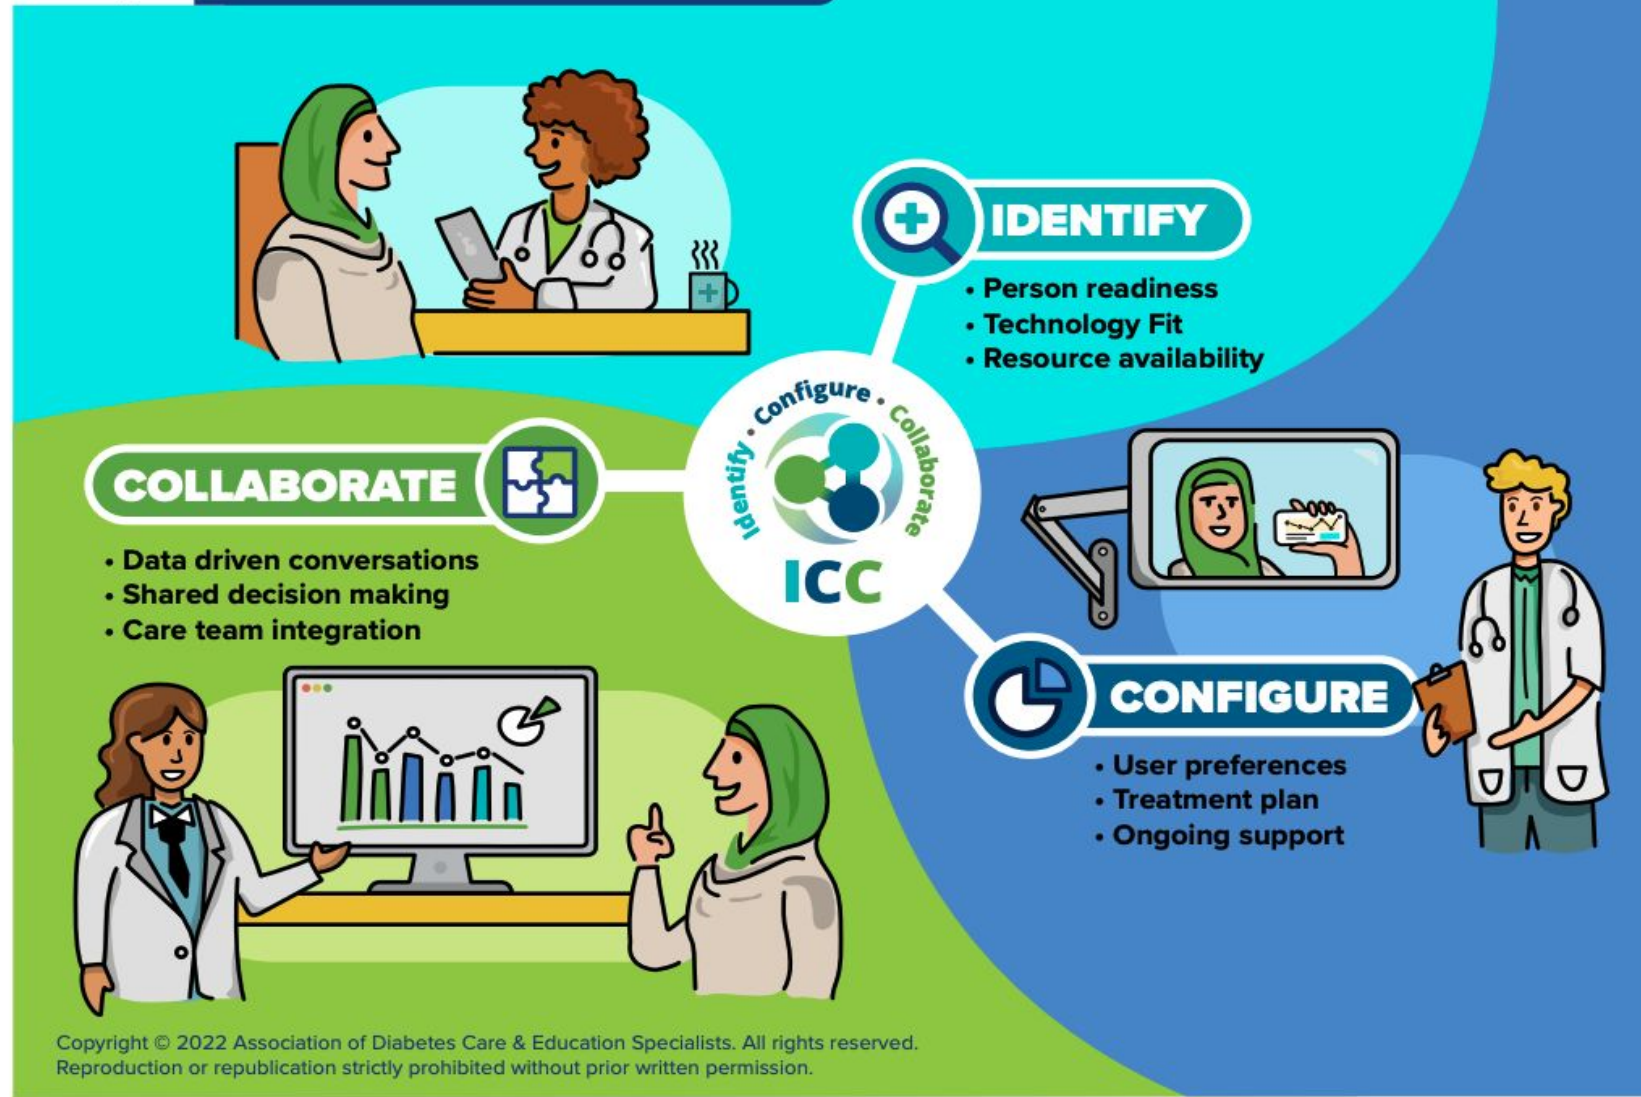 IDENTIFY
• Person readiness
• Technology Fit
• Resource availability
Identify • Configure • Collaborate
ICC
COLLABORATE
• Data driven conversations
• Shared decision making
• Care team integration
CONFIGURE
• User preferences
• Treatment plan
• Ongoing support
Copyright © 2022 Association of Diabetes Care & Education Specialists. All rights reserved.
Reproduction or republication strictly prohibited without prior written permission.